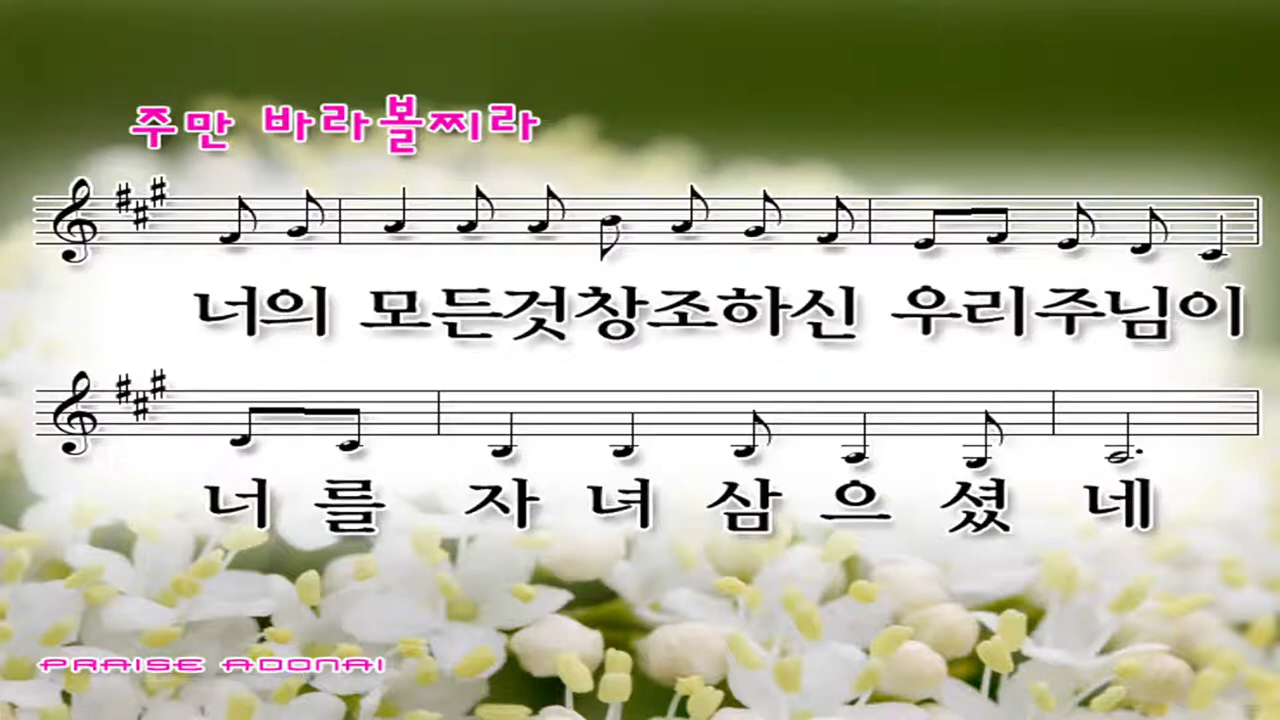 주만 바라볼찌라
너의 모든것창조하신 우리주님이
너 를 자 녀 삼 으 셨 네
PRAISE ADONAI